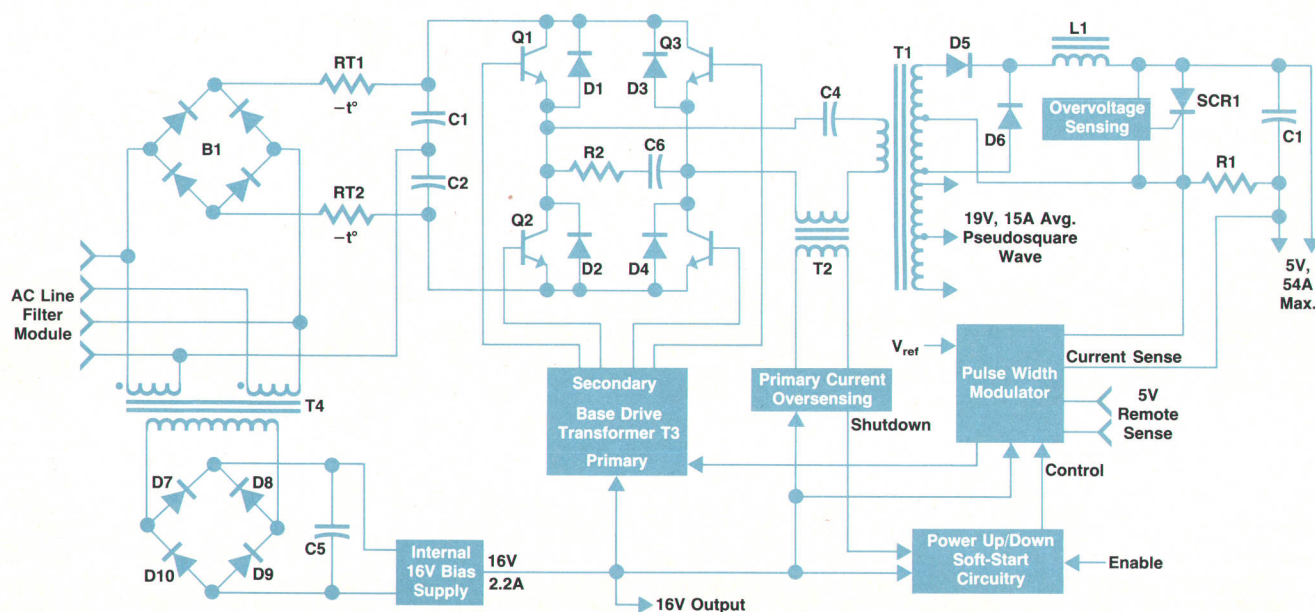 RT1
–t°
B1
RT2
–t°
C1
C2
Q1
D1
D3
Q3
R2
C6
Q2
D2
D4
C4
T1
T2
D5
L1
D6
Overvoltage
Sensing
SCR1
C1
R1
19V, 15A Avg.
Pseudosquare
Wave
5V,
54A
Max.
AC Line
Filter
Module
T4
Secondary
Base Drive
Transformer T3
Primary
Primary Current
Oversensing
Shutdown
Vref
Pulse Width
Modulator
Current Sense
5V
Remote
Sense
Control
D7
D8
D10
D9
C5
Internal
16V Bias
Supply
16V
2.2A
16V Output
Power Up/Down
Soft-Start
Circuitry
Enable